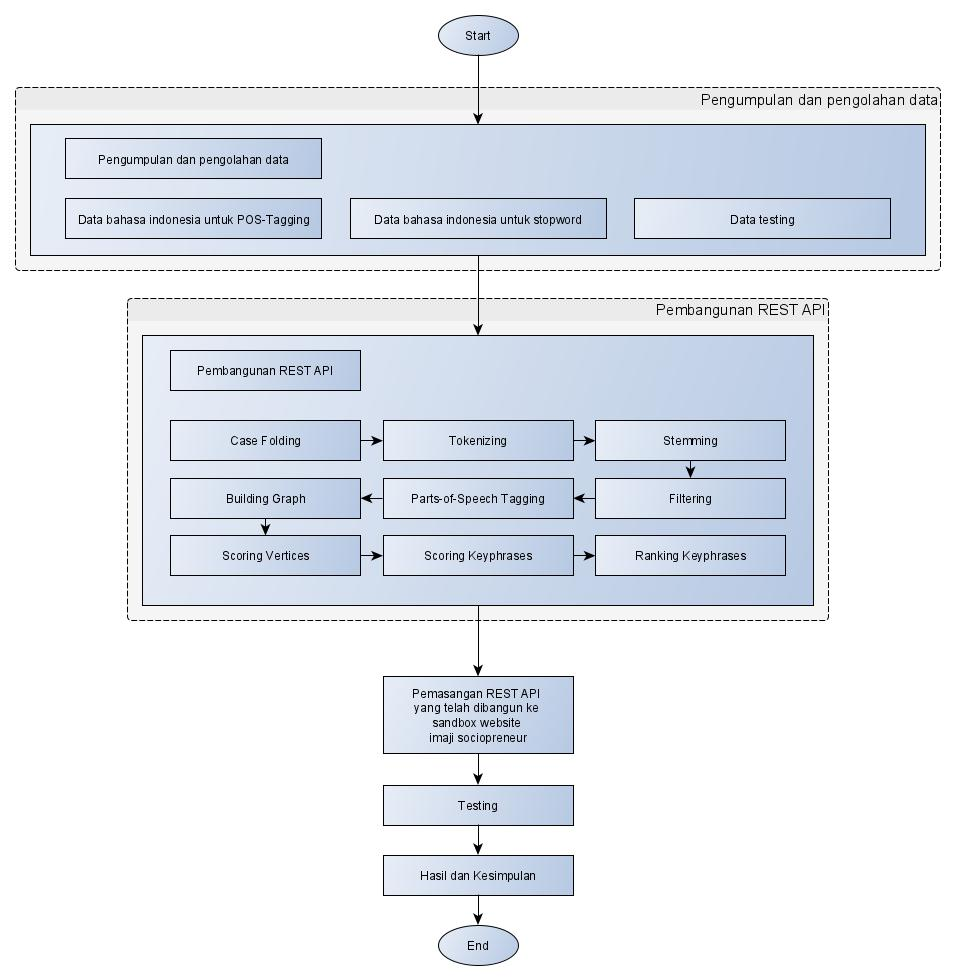 Start
Pengumpulan dan pengolahan data
Pengumpulan dan pengolahan data
Data bahasa indonesia untuk POS-Tagging
Data bahasa indonesia untuk stopword
Data testing
Pembangunan REST API
Pembangunan REST API
Case Folding
Tokenizing
Stemming
Filtering
Parts-of-Speech Tagging
Building Graph
Scoring Vertices
Scoring Keyphrases
Ranking Keyphrases
Pemasangan REST API
yang telah dibangun ke
sandbox website
imaji sociopreneur
Testing
Hasil dan Kesimpulan
End